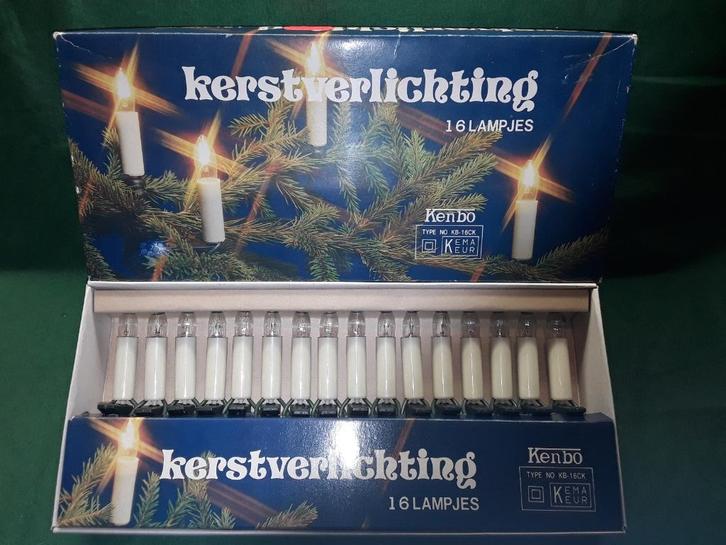 kerstverlichting
16 LAMPJES
Kenbo
TYPE NO KB-16CK
KEMA
KEUR
kerstverlichting
16 LAMPJES
Kenbo
TYPE NO KB-16CK
KEMA
KEUR